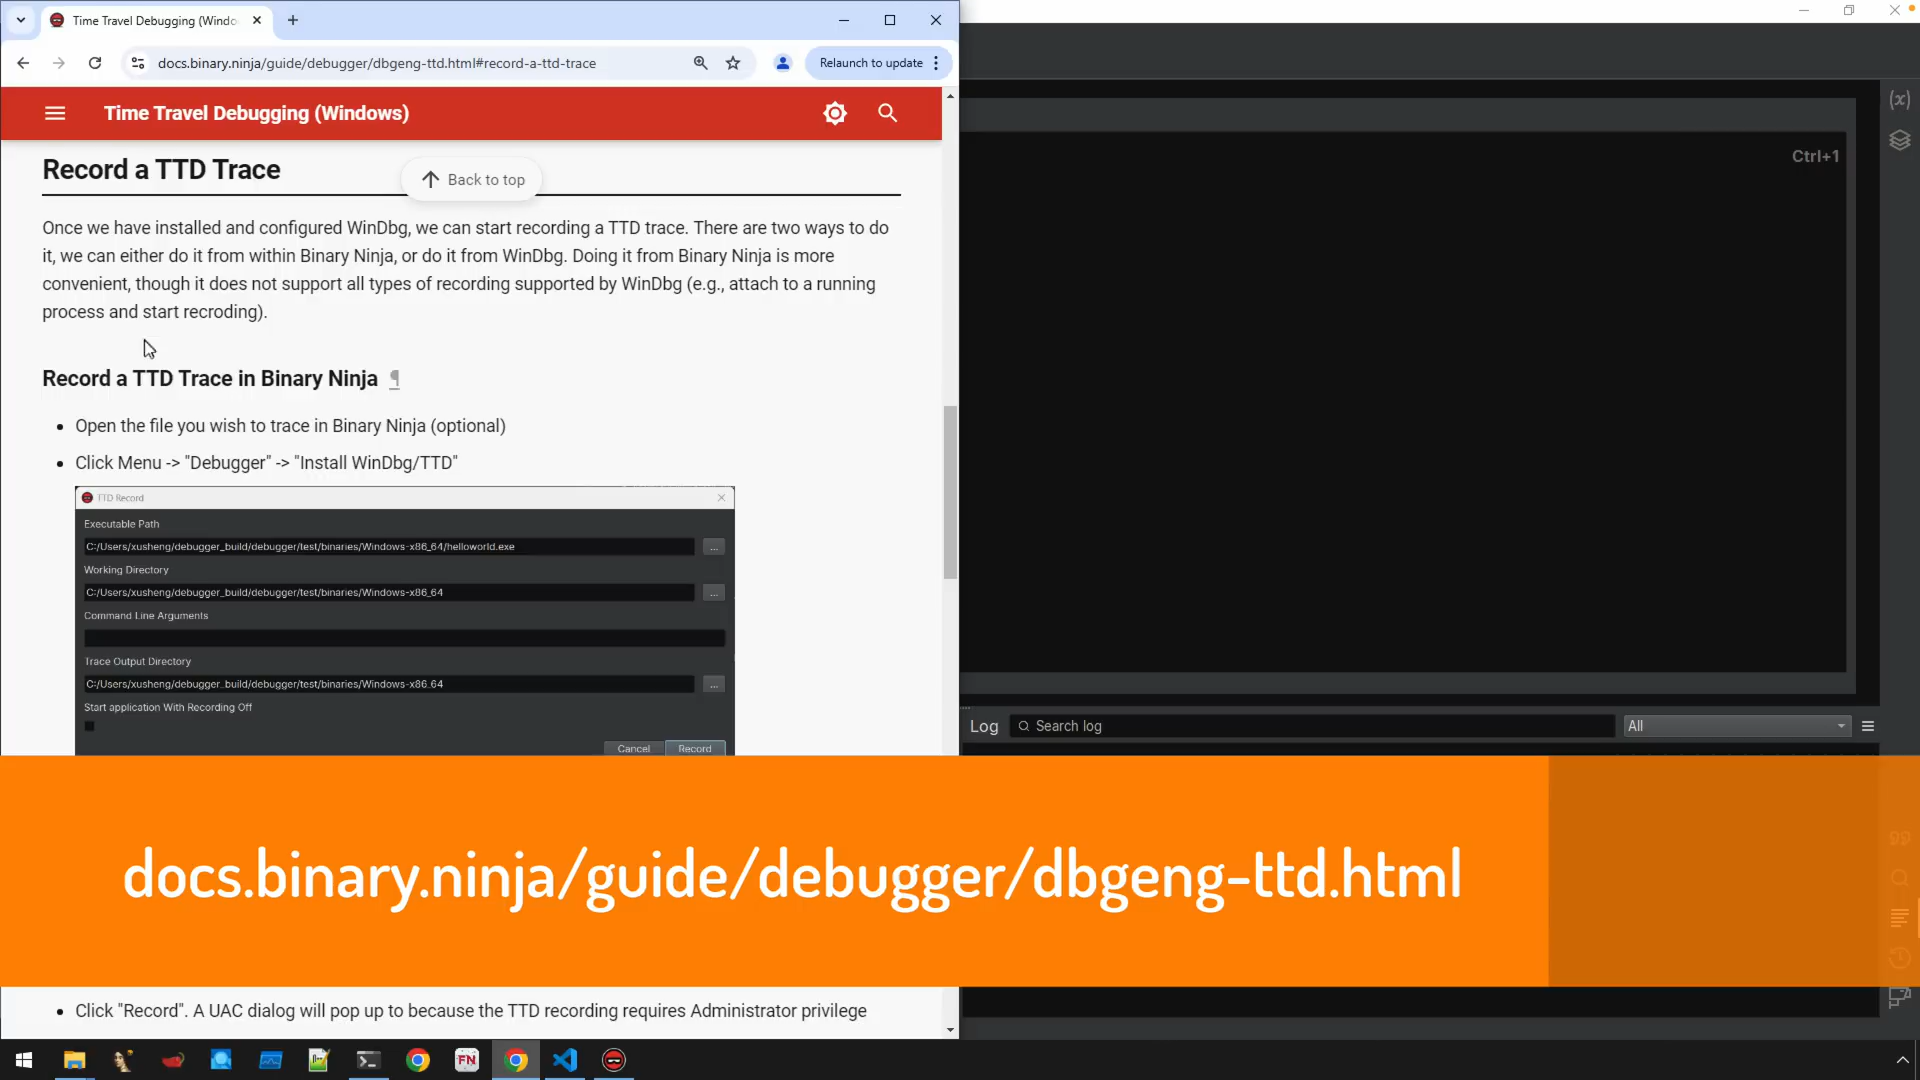 Time Travel Debugging (Windo
docs.binary.ninja/guide/debugger/dbgeng-ttd.html#record-a-ttd-trace
Relaunch to update
Time Travel Debugging (Windows)
Record a TTD Trace
Back to top
Once we have installed and configured WinDbg, we can start recording a TTD trace. There are two ways to do
it, we can either do it from within Binary Ninja, or do it from WinDbg. Doing it from Binary Ninja is more
convenient, though it does not support all types of recording supported by WinDbg (e.g., attach to a running
process and start recroding).
Record a TTD Trace in Binary Ninja ¶
Open the file you wish to trace in Binary Ninja (optional)
Click Menu -> "Debugger" -> "Install WinDbg/TTD"
TTD Record
Executable Path
C:/Users/xusheng/debugger_build/debugger/test/binaries/Windows-x86_64/helloworld.exe
...
Working Directory
C:/Users/xusheng/debugger_build/debugger/test/binaries/Windows-x86_64
...
Command Line Arguments
Trace Output Directory
C:/Users/xusheng/debugger_build/debugger/test/binaries/Windows-x86_64
...
Start application With Recording Off
Cancel
Record
Click "Record". A UAC dialog will pop up to because the TTD recording requires Administrator privilege
Ctrl+1
Log
Search log
All
docs.binary.ninja/guide/debugger/dbgeng-ttd.html
(x)
FN